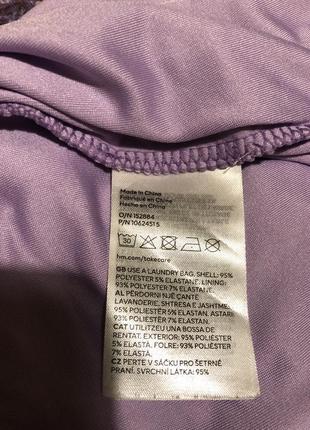 Made in China
Fabriqué en Chine
Hecho en China
O/N 152884
P/N 10624515
30
hm.com/takecare
GB USE A LAUNDRY BAG. SHELL: 95%
POLYESTER 5% ELASTANE. LINING:
93% POLYESTER 7% ELASTANE.
AL PËRDORNI NJË ÇANTË
LAVANDERIE. SHTRESA E JASHTME:
95% POLIESTËR 5% ELASTAN. ASTARI:
93% POLIESTËR 7% ELASTAN.
CAT UTILITZEU UNA BOSSA DE
RENTAT. EXTERIOR: 95% POLIÈSTER
5% ELASTÀ. FOLRE: 93% POLIÈSTER
7% ELASTÀ.
CZ PERTE V SÁČKU PRO ŠETRNÉ
PRANÍ. SVRCHNÍ LÁTKA: 95%